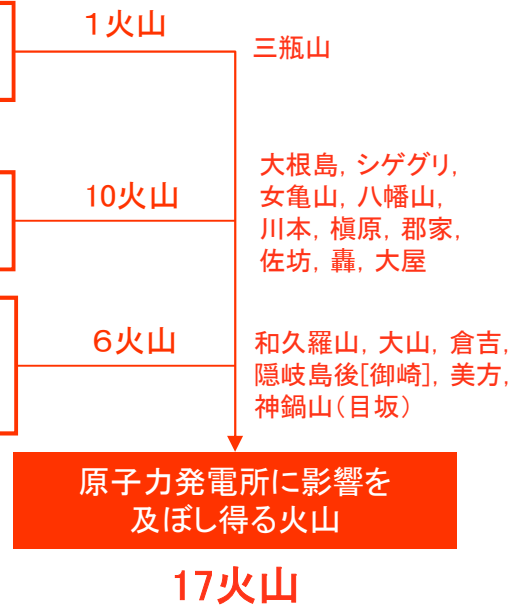 １火山
三瓶山
10火山
大根島，シゲグリ，
女亀山，八幡山，
川本，槇原，郡家，
佐坊，轟，大屋
６火山
和久羅山，大山，倉吉，
隠岐島後[御崎]，美方，
神鍋山（目坂）
原子力発電所に影響を
及ぼし得る火山
17火山